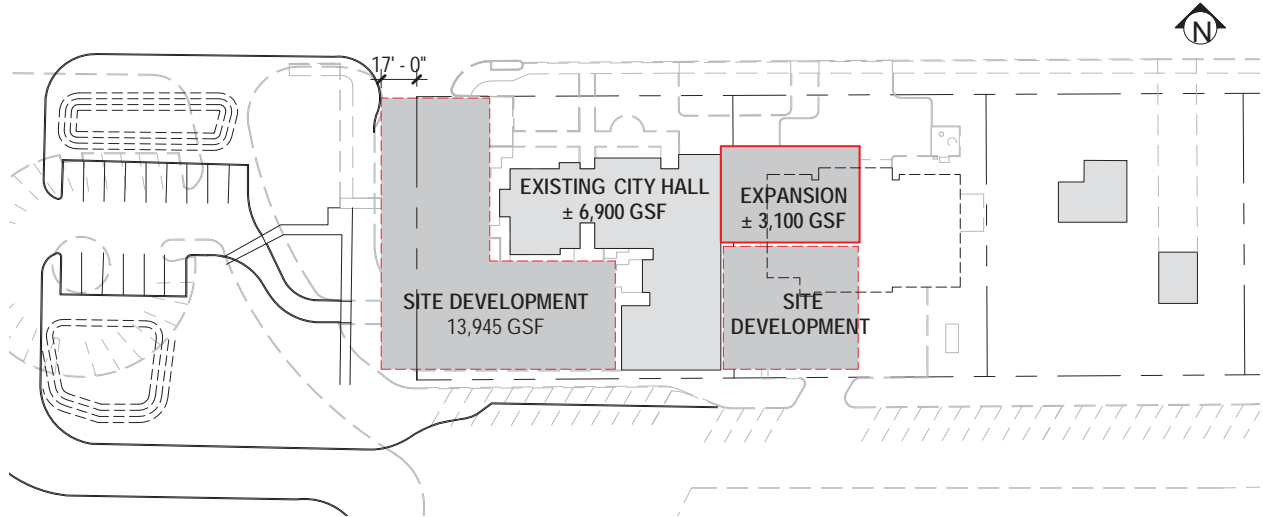 N
17' - 0"
EXISTING CITY HALL
± 6,900 GSF
EXPANSION
± 3,100 GSF
SITE DEVELOPMENT
13,945 GSF
SITE
DEVELOPMENT